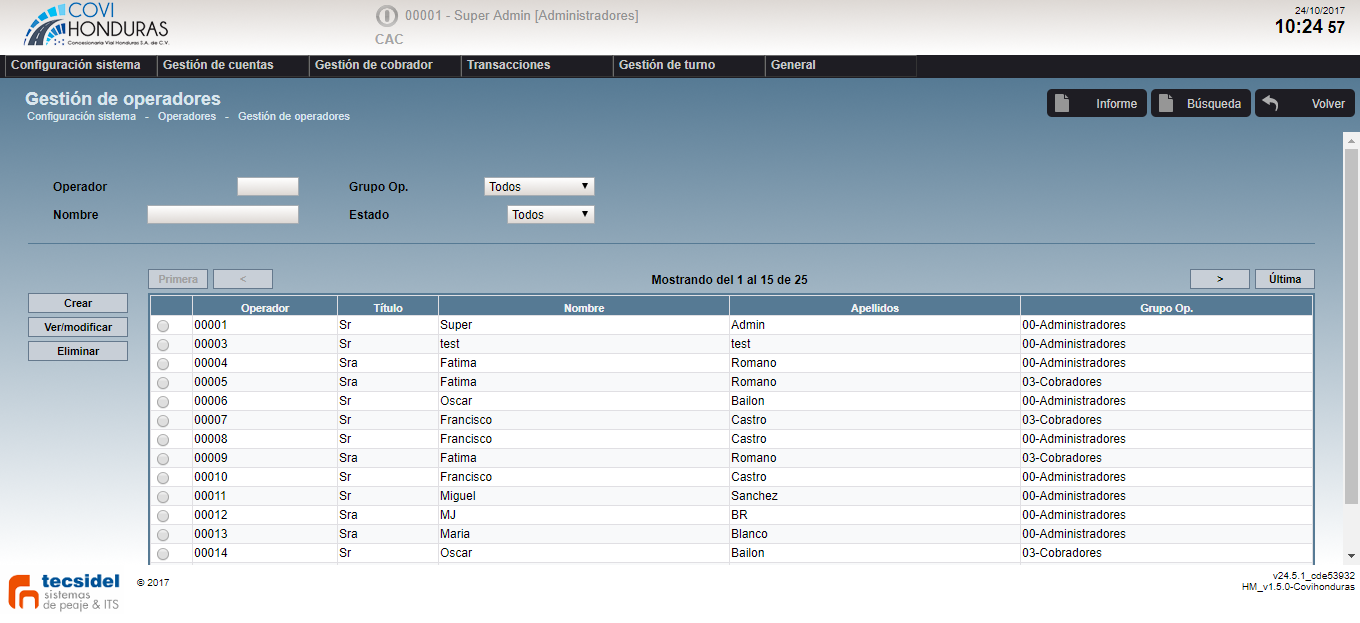 COVI
HONDURAS
Concesionaria Vial Honduras S.A. de C.V.
00001 - Super Admin [Administradores]
CAC
24/10/2017
10:24 57
Configuración sistema Gestión de cuentas Gestión de cobrador Transacciones Gestión de turno General
Gestión de operadores
Configuración sistema - Operadores - Gestión de operadores
Informe Búsqueda Volver
Operador Grupo Op. Todos
Nombre Estado Todos
Primera < Mostrando del 1 al 15 de 25 > Última
Crear
Ver/modificar
Eliminar
Operador Título Nombre Apellidos Grupo Op.
00001 Sr Super Admin 00-Administradores
00003 Sr test test 00-Administradores
00004 Sra Fatima Romano 00-Administradores
00005 Sra Fatima Romano 03-Cobradores
00006 Sr Oscar Bailon 00-Administradores
00007 Sr Francisco Castro 03-Cobradores
00008 Sr Francisco Castro 00-Administradores
00009 Sra Fatima Romano 03-Cobradores
00010 Sr Francisco Castro 00-Administradores
00011 Sr Miguel Sanchez 00-Administradores
00012 Sra MJ BR 00-Administradores
00013 Sra Maria Blanco 00-Administradores
00014 Sr Oscar Bailon 03-Cobradores
tecsidel
sistemas
de peaje & ITS
© 2017
v24.5.1_cde53932
HM_v1.5.0-Covihonduras